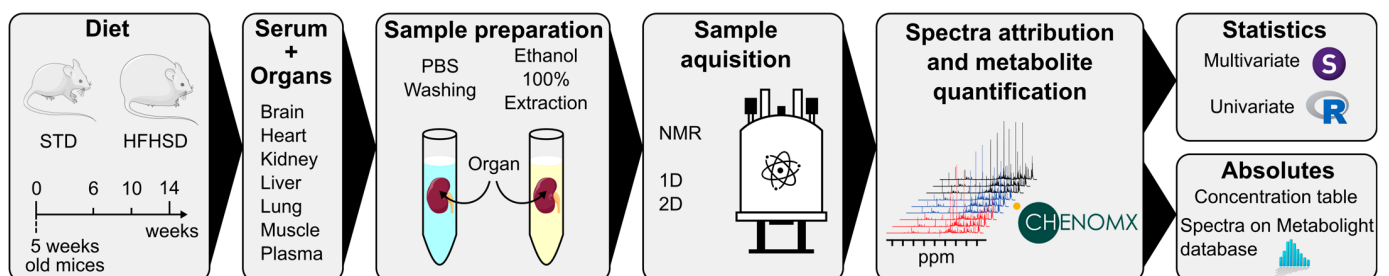 Diet
STD
HFHSD
0 6 10 14
weeks
5 weeks
old mices
Serum
+
Organs
Brain
Heart
Kidney
Liver
Lung
Muscle
Plasma
Sample preparation
PBS
Washing
Ethanol
100%
Extraction
Organ
Sample
aquisition
NMR
1D
2D
Spectra attribution
and metabolite
quantification
CHENOMX
ppm
Statistics
Multivariate
S
Univariate
R
Absolutes
Concentration table
Spectra on Metabolight
database